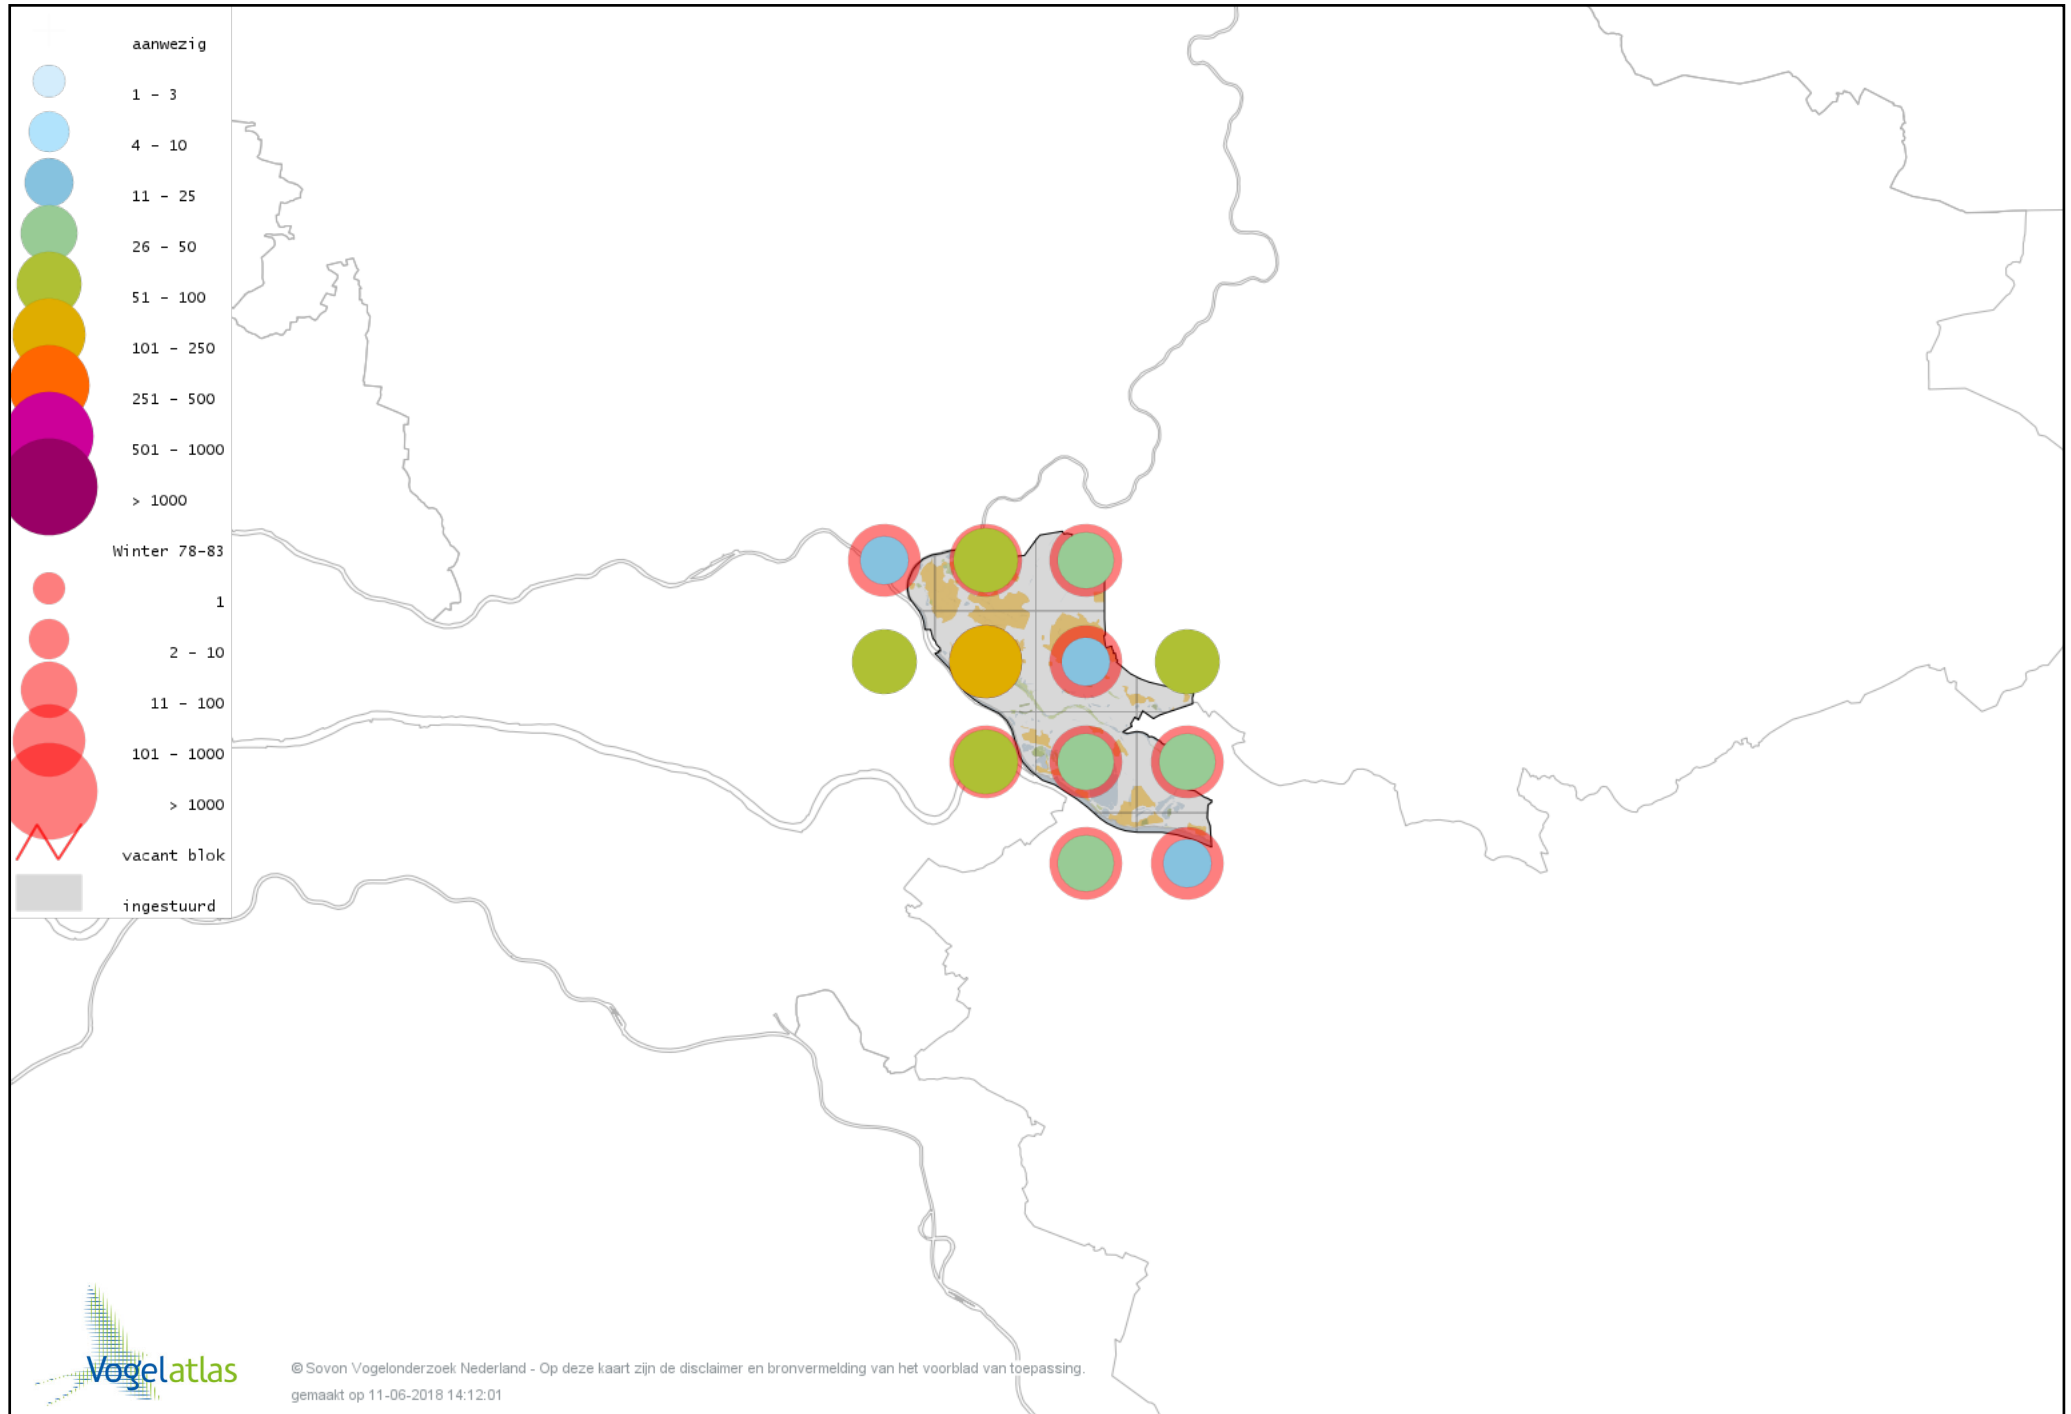 aanwezig
1 - 3
4 - 10
11 - 25
26 - 50
51 - 100
101 - 250
251 - 500
501 - 1000
> 1000
Winter 78-83
1
2 - 10
11 - 100
101 - 1000
> 1000
vacant blok
ingestuurd
Vogelatlas
© Sovon Vogelonderzoek Nederland - Op deze kaart zijn de disclaimer en bronvermelding van het voorblad van toepassing.
gemaakt op 11-06-2018 14:12:01